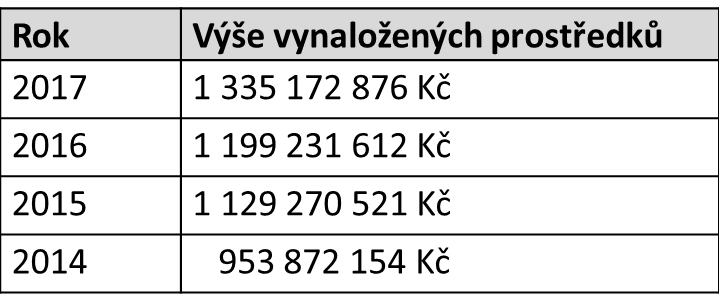 Rok Výše vynaložených prostředků
2017 1 335 172 876 Kč
2016 1 199 231 612 Kč
2015 1 129 270 521 Kč
2014 953 872 154 Kč